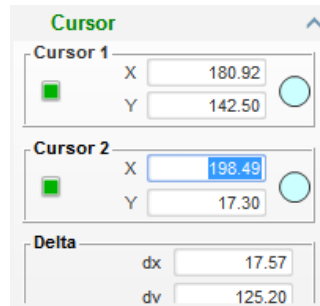 Cursor
Cursor 1
X 180.92
Y 142.50
Cursor 2
X 198.49
Y 17.30
Delta
dx 17.57
dy 125.20